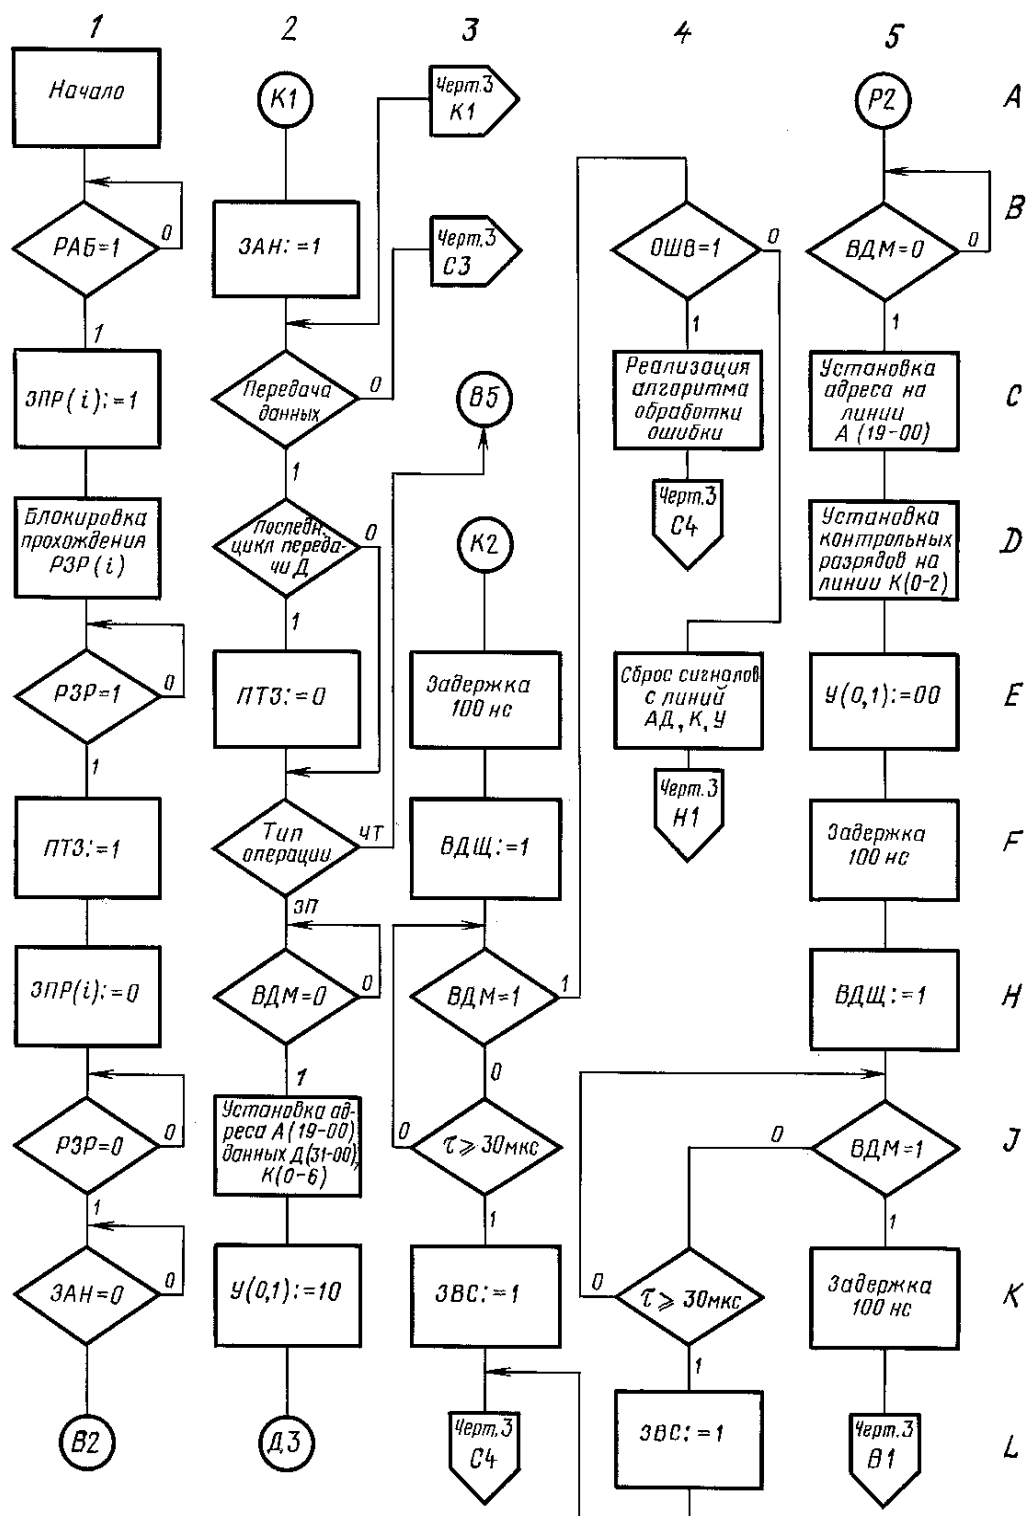 1
2
3
4
5
Начало
К1
Черт.3
К1
Р2
А
РАБ=1
0
1
ЗАН:=1
Черт.3
С3
ОШВ=1
0
1
ВДМ=0
0
1
В
ЗПР(i):=1
Передача
данных
0
1
В5
Реализация
алгоритма
обработки
ошибки
Установка
адреса на
линии
А(19-00)
С
Блокировка
прохождения
РЗР(i)
Последн.
цикл переда-
чи Д
0
1
К2
Черт.3
С4
Установка
контрольных
разрядов на
линии К(0-2)
D
РЗР=1
0
1
ПТЗ:=0
Задержка
100 нс
Сброс сигналов
с линий
АД, К, У
У(0,1):=00
Е
ПТЗ:=1
Тип
операции
ЧТ
ЗП
ВДЩ:=1
Черт.3
Н1
Задержка
100 нс
F
ЗПР(i):=0
ВДМ=0
0
1
ВДМ=1
1
0
ВДЩ:=1
Н
РЗР=0
0
1
Установка ад-
реса А(19-00)
данных Д(31-00),
К(0-6)
0
τ⩾30мкс
1
0
ВДМ=1
1
J
ЗАН=0
0
У(0,1):=10
ЗВС:=1
0
τ⩾30мкс
1
Задержка
100 нс
К
В2
Д3
Черт.3
С4
ЗВС:=1
Черт.3
В1
L